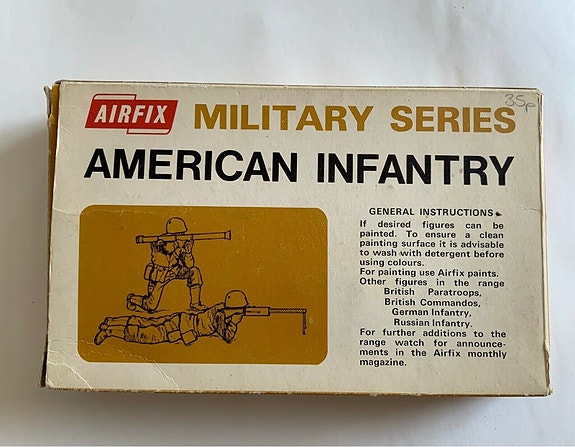 35p
AIRFIX MILITARY SERIES
AMERICAN INFANTRY
GENERAL INSTRUCTIONS
If desired figures can be
painted. To ensure a clean
painting surface it is advisable
to wash with detergent before
using colours.
For painting use Airfix paints.
Other figures in the range
British Paratroops,
British Commandos,
German Infantry,
Russian Infantry.
For further additions to the
range watch for announce-
ments in the Airfix monthly
magazine.